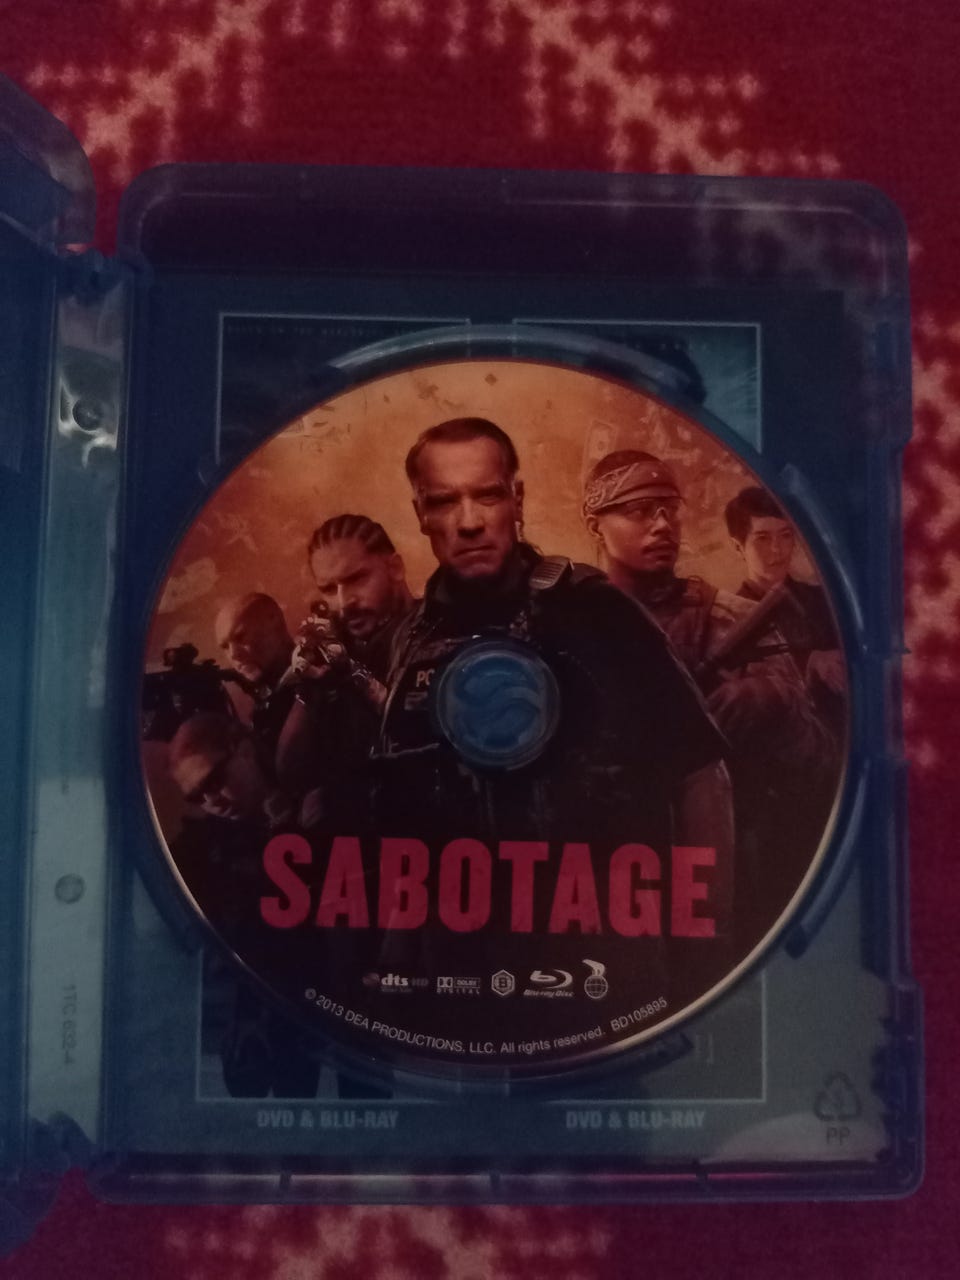 PO
SABOTAGE
dts HD
DOLBY
DIGITAL
B
Blu-ray Disc
© 2013 DEA PRODUCTIONS, LLC. All rights reserved. BD105895
DVD & BLU-RAY
DVD & BLU-RAY
PP